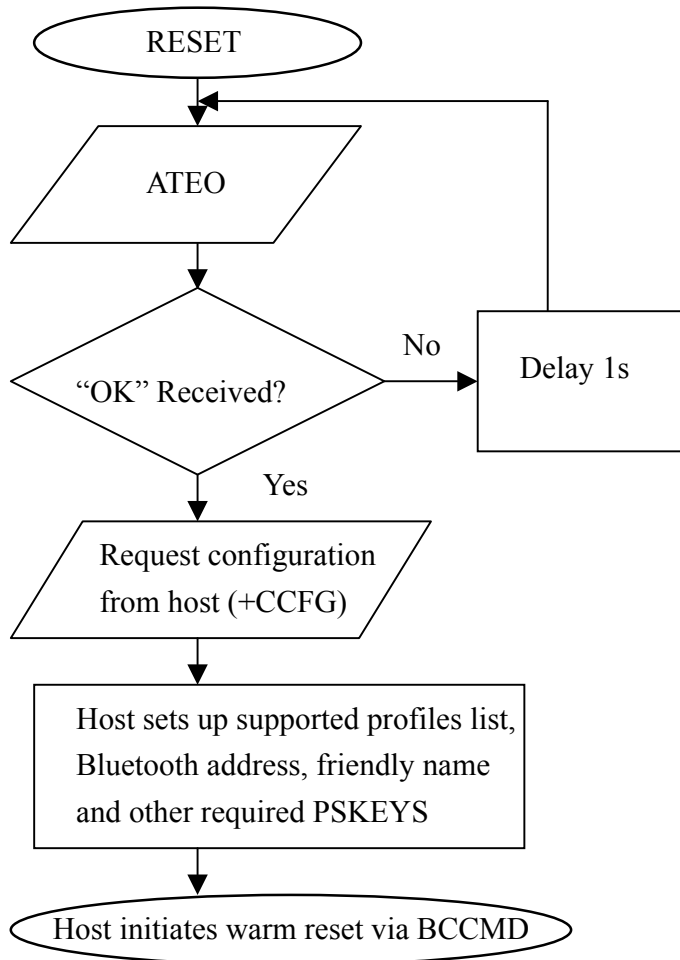 RESET
ATEO
“OK” Received?
No
Delay 1s
Yes
Request configuration
from host (+CCFG)
Host sets up supported profiles list,
Bluetooth address, friendly name
and other required PSKEYS
Host initiates warm reset via BCCMD